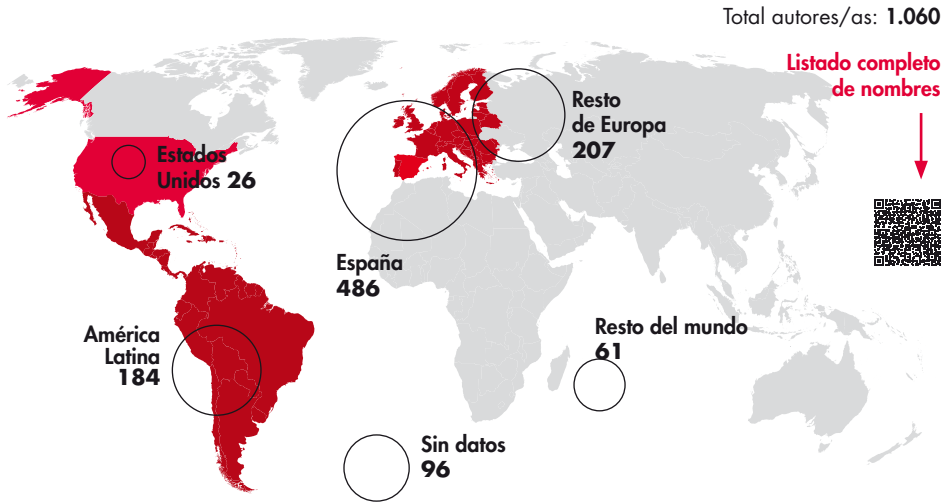 Total autores/as: 1.060
Listado completo
de nombres
Resto
de Europa
207
Estados
Unidos 26
España
486
América
Latina
184
Resto del mundo
61
Sin datos
96